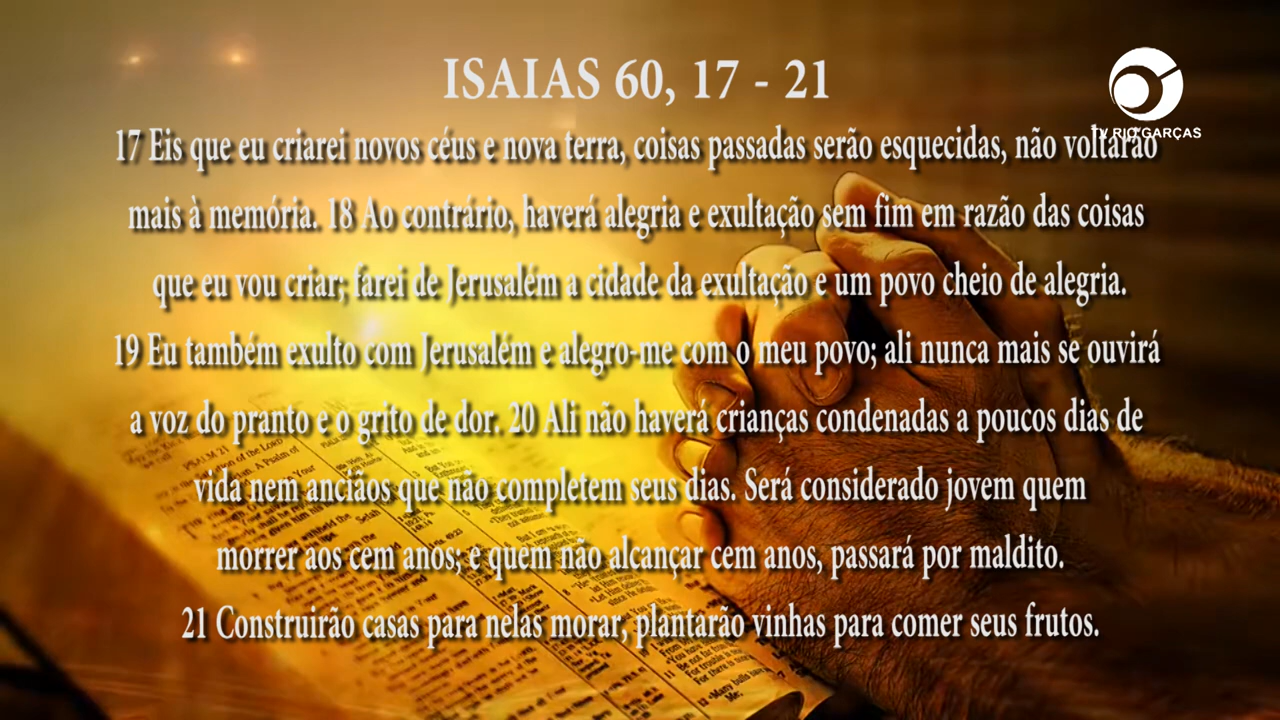 ISAIAS 60, 17 - 21
TV RIO GARÇAS
17 Eis que eu criarei novos céus e nova terra, coisas passadas serão esquecidas, não voltarão
mais à memória. 18 Ao contrário, haverá alegria e exultação sem fim em razão das coisas
que eu vou criar; farei de Jerusalém a cidade da exultação e um povo cheio de alegria.
19 Eu também exulto com Jerusalém e alegro-me com o meu povo; ali nunca mais se ouvirá
a voz do pranto e o grito de dor. 20 Ali não haverá crianças condenadas a poucos dias de
vida nem anciãos que não completem seus dias. Será considerado jovem quem
morrer aos cem anos; e quem não alcançar cem anos, passará por maldito.
21 Construirão casas para nelas morar, plantarão vinhas para comer seus frutos.
PSALM 21